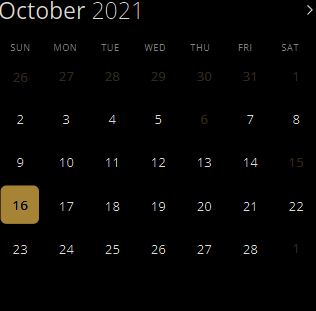 October 2021
SUN MON TUE WED THU FRI SAT
26 27 28 29 30 31 1
2 3 4 5 6 7 8
9 10 11 12 13 14 15
16 17 18 19 20 21 22
23 24 25 26 27 28 1